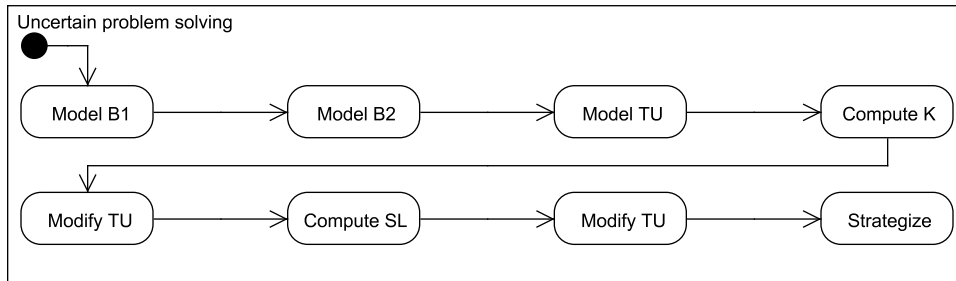 Uncertain problem solving
Model B1
Model B2
Model TU
Compute K
Modify TU
Compute SL
Modify TU
Strategize